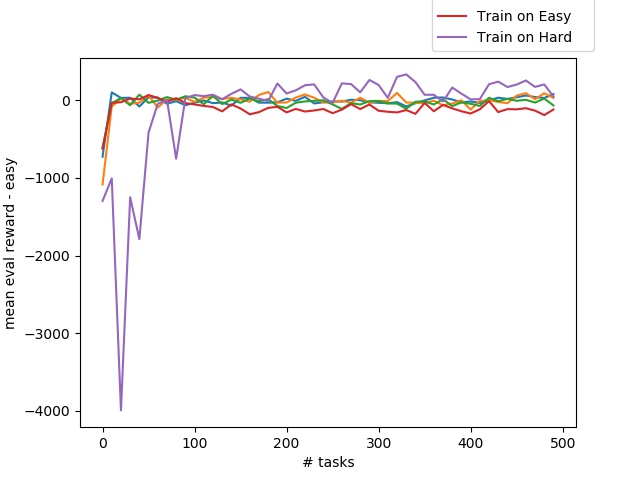 Train on Easy
Train on Hard
0
−1000
−2000
−3000
−4000
mean eval reward - easy
0 100 200 300 400 500
# tasks